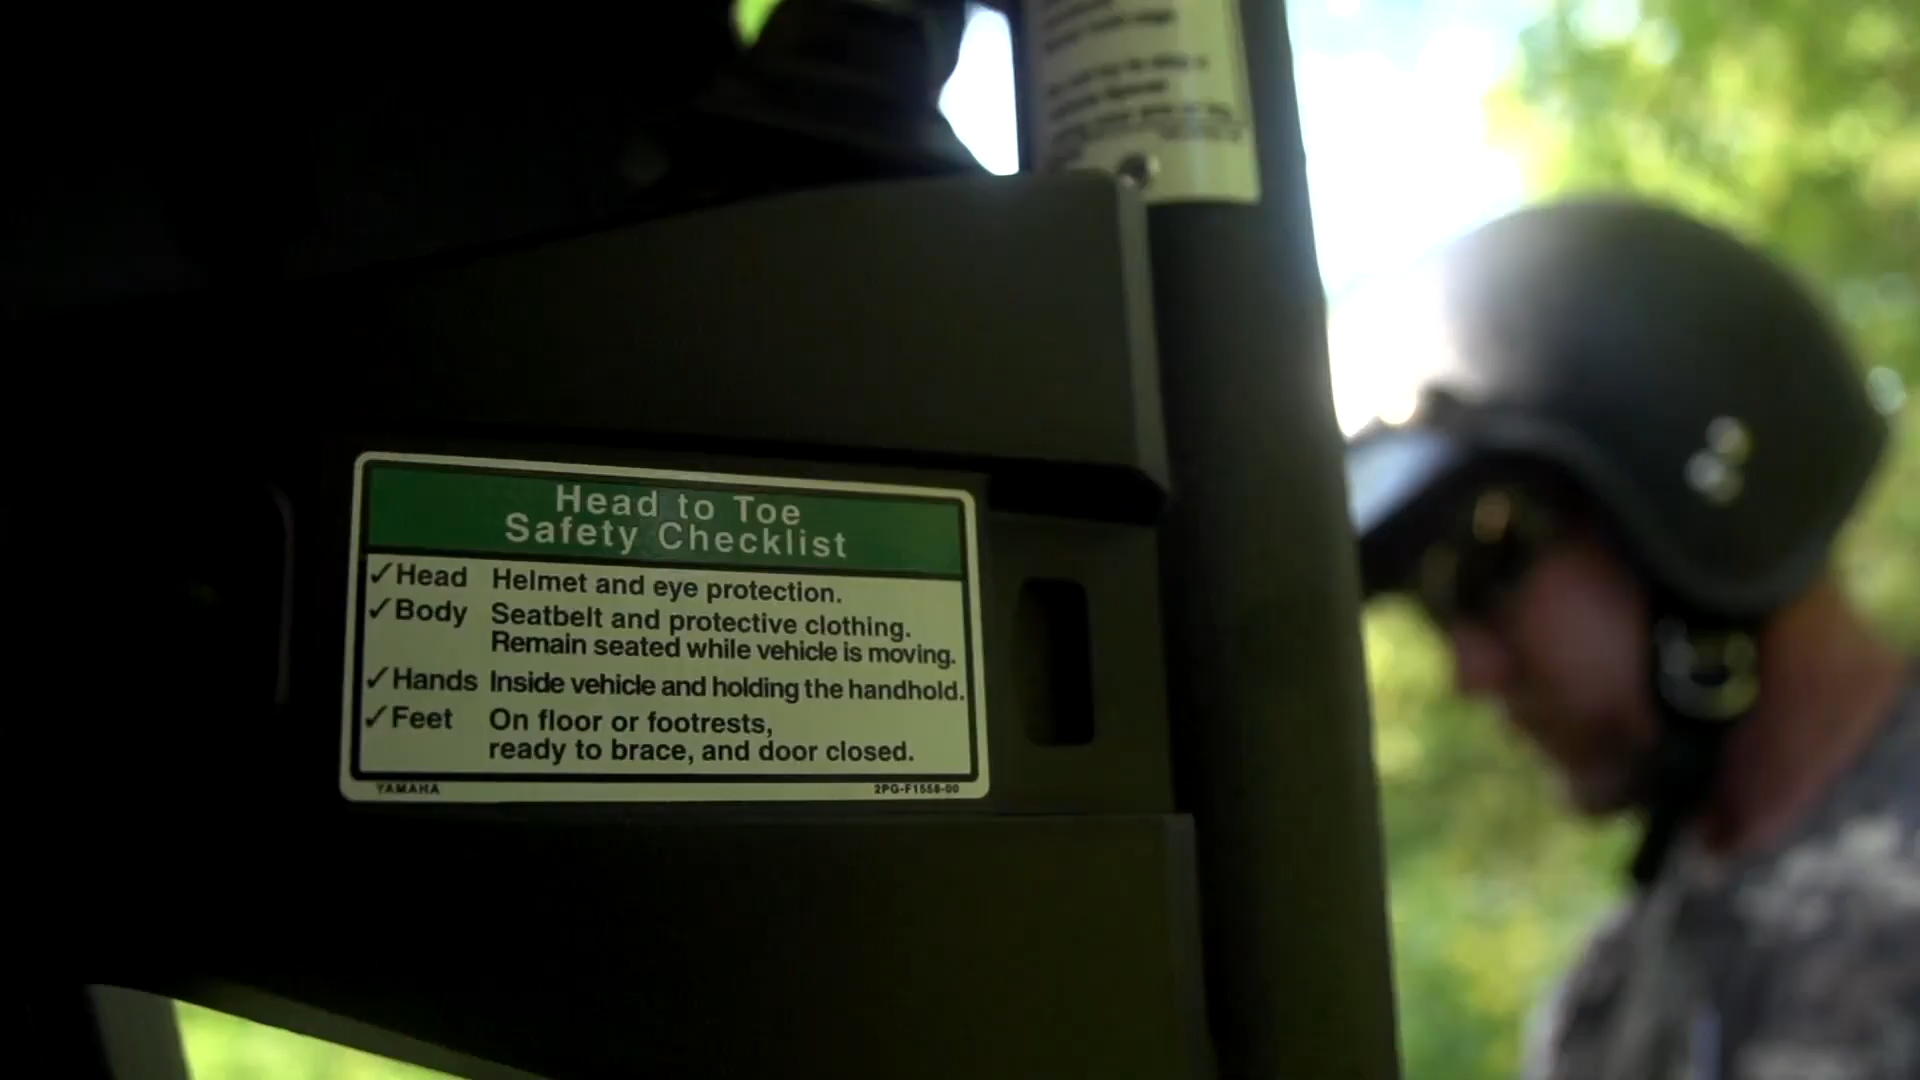 Head to Toe
Safety Checklist
✓Head Helmet and eye protection.
✓Body Seatbelt and protective clothing.
Remain seated while vehicle is moving.
✓Hands Inside vehicle and holding the handhold.
✓Feet On floor or footrests,
ready to brace, and door closed.
YAMAHA 2PG-F1558-00